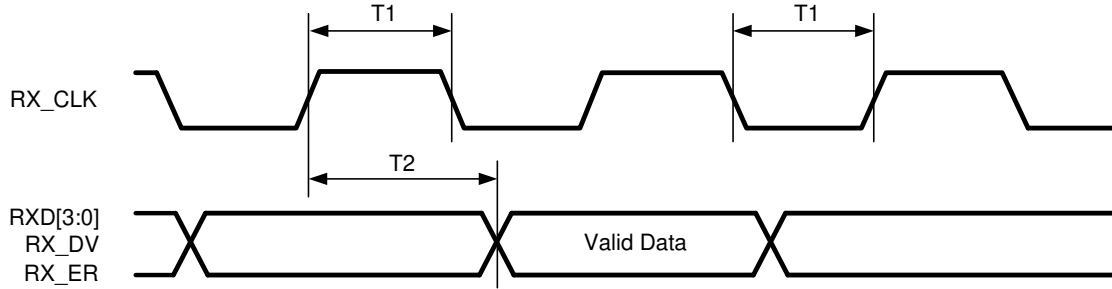 T1 T1
RX_CLK
T2
RXD[3:0]
RX_DV Valid Data
RX_ER